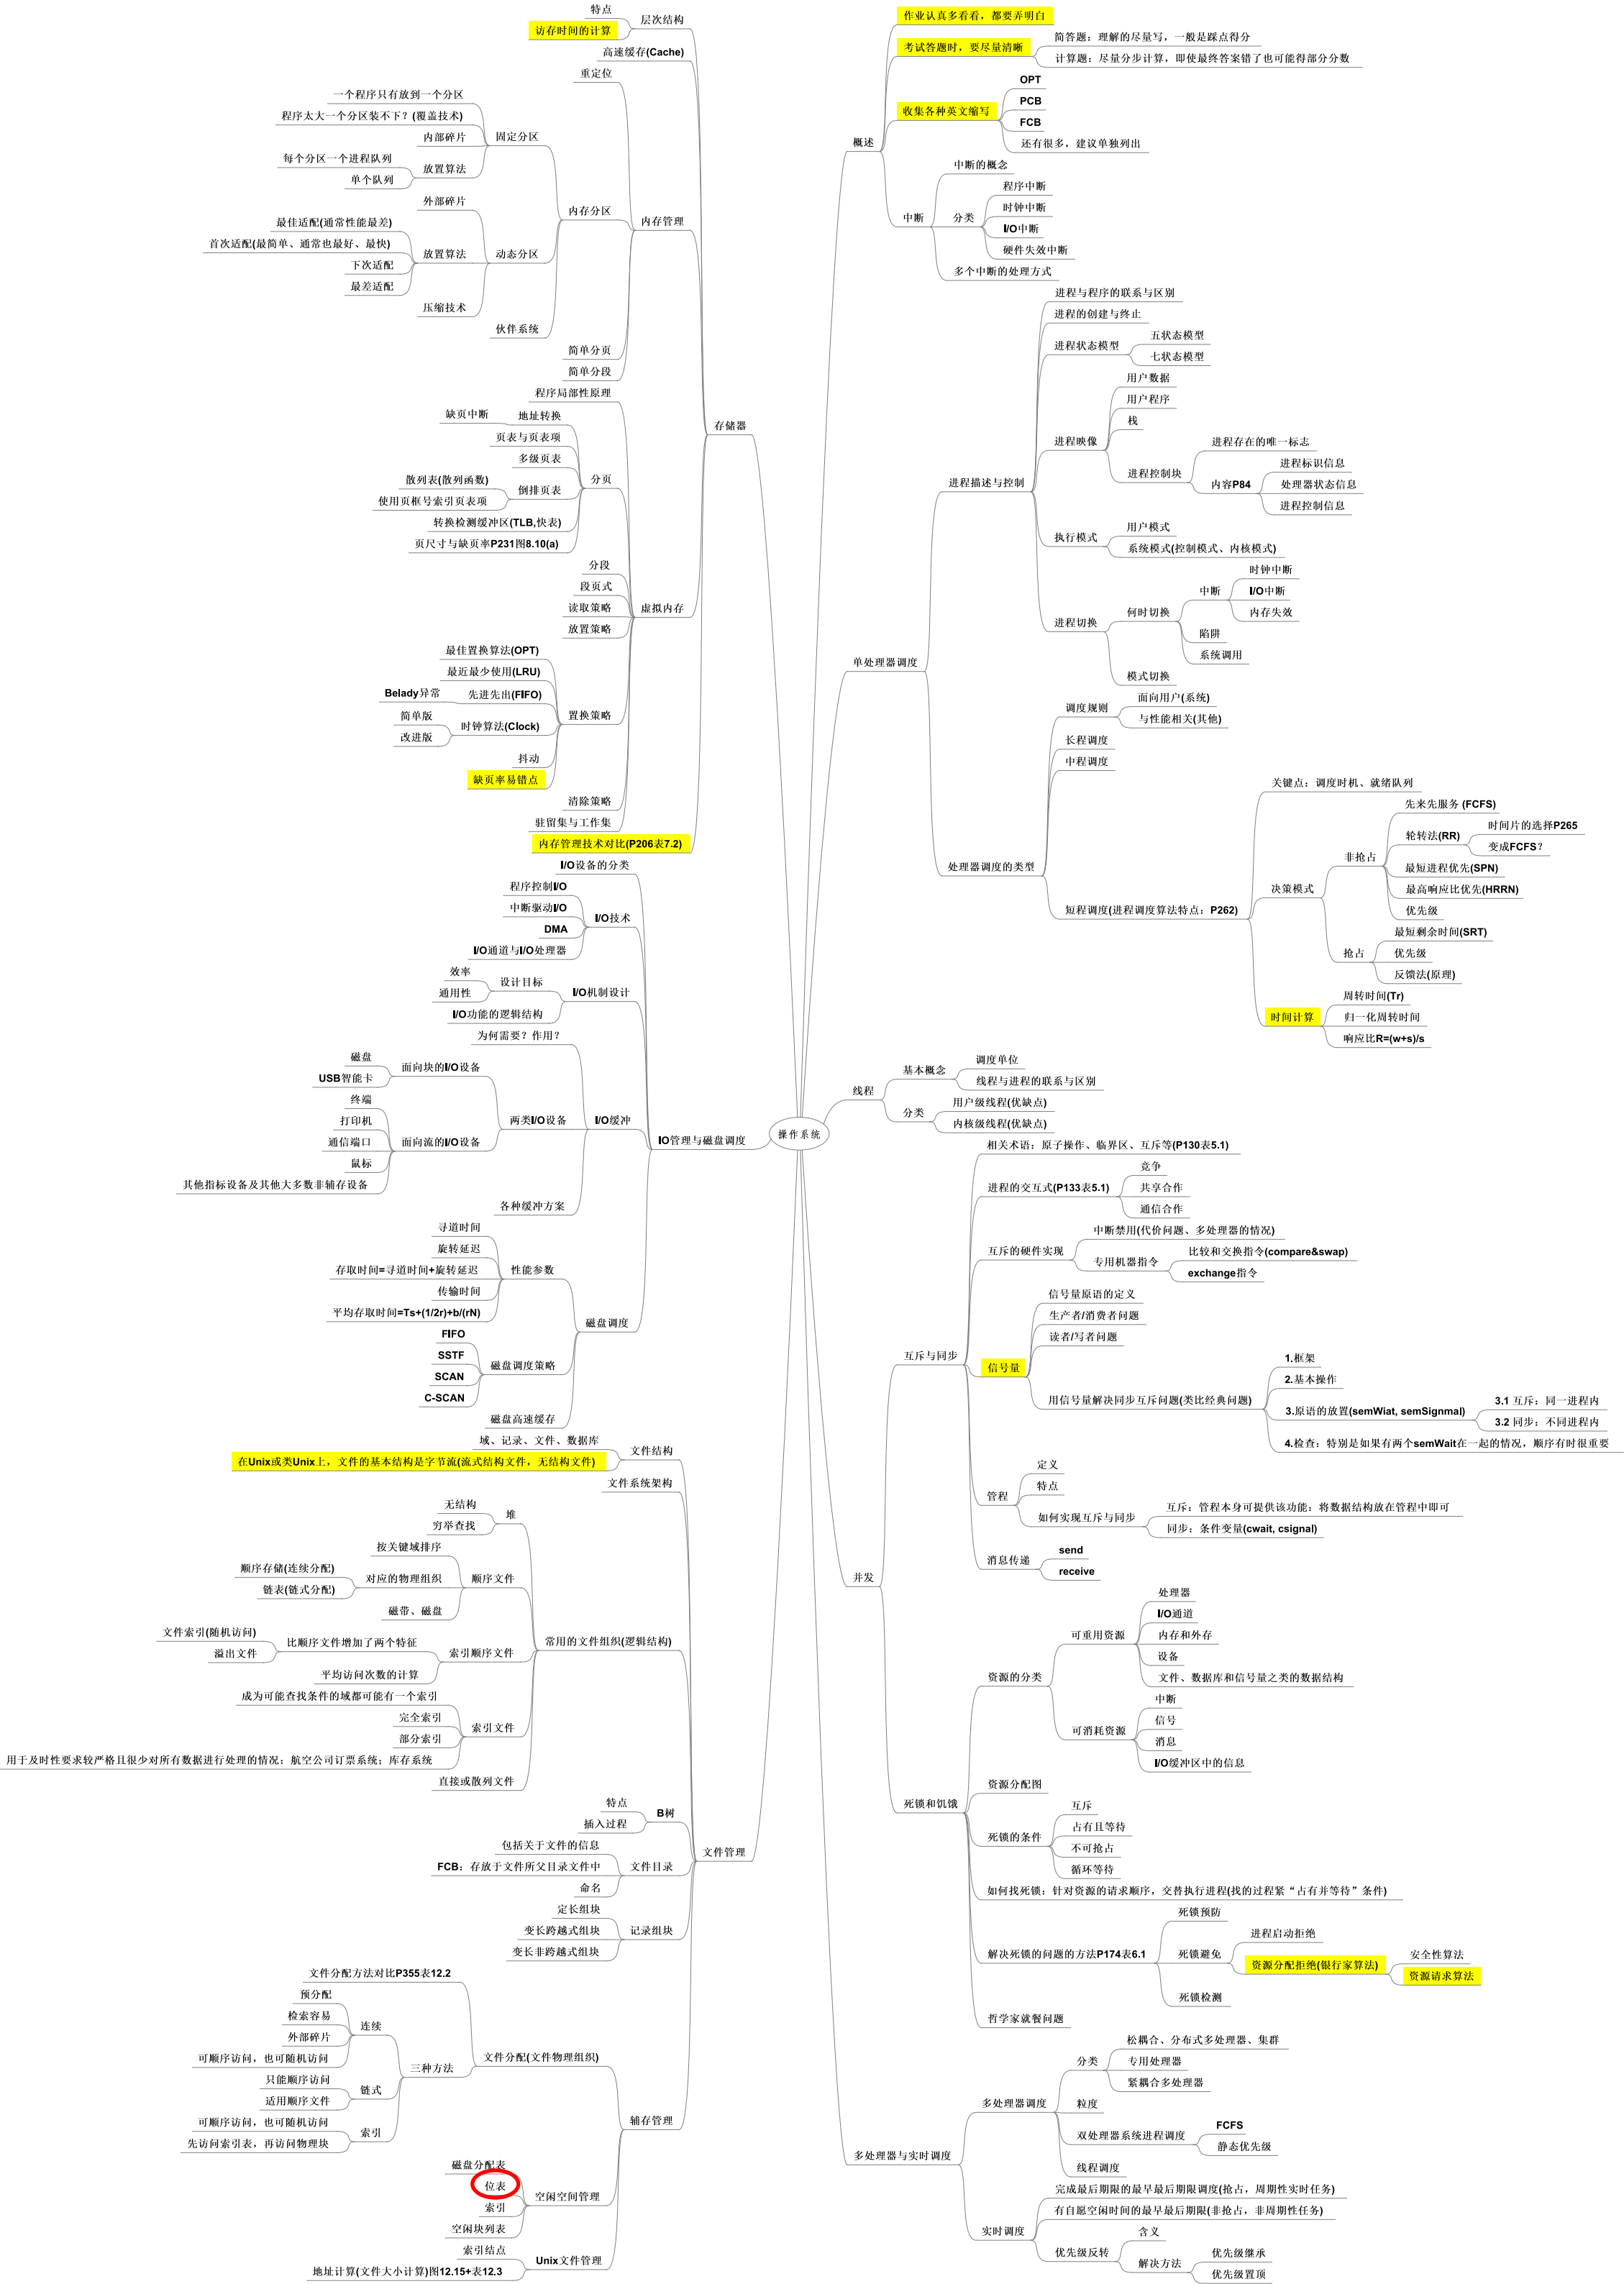 操作系统
概述
作业认真多看看，都要弄明白
考试答题时，要尽量清晰
简答题：理解的尽量写，一般是踩点得分
计算题：尽量分步计算，即使最终答案错了也可能得部分分数
收集各种英文缩写
OPT
PCB
FCB
还有很多，建议单独列出
中断
中断的概念
分类
程序中断
时钟中断
I/O中断
硬件失效中断
多个中断的处理方式
单处理器调度
进程描述与控制
进程与程序的联系与区别
进程的创建与终止
进程状态模型
五状态模型
七状态模型
进程映像
用户数据
用户程序
栈
进程控制块
进程存在的唯一标志
内容P84
进程标识信息
处理器状态信息
进程控制信息
执行模式
用户模式
系统模式(控制模式、内核模式)
进程切换
何时切换
中断
时钟中断
I/O中断
内存失效
陷阱
系统调用
模式切换
处理器调度的类型
调度规则
面向用户(系统)
与性能相关(其他)
长程调度
中程调度
短程调度(进程调度算法特点：P262)
关键点：调度时机、就绪队列
决策模式
非抢占
先来先服务 (FCFS)
轮转法(RR)
时间片的选择P265
变成FCFS?
最短进程优先(SPN)
最高响应比优先(HRRN)
优先级
抢占
最短剩余时间(SRT)
优先级
反馈法(原理)
时间计算
周转时间(Tr)
归一化周转时间
响应比R=(w+s)/s
线程
基本概念
调度单位
线程与进程的联系与区别
分类
用户级线程(优缺点)
内核级线程(优缺点)
并发
互斥与同步
相关术语：原子操作、临界区、互斥等(P130表5.1)
进程的交互式(P133表5.1)
竞争
共享合作
通信合作
互斥的硬件实现
中断禁用(代价问题、多处理器的情况)
专用机器指令
比较和交换指令(compare&swap)
exchange指令
信号量
信号量原语的定义
生产者/消费者问题
读者/写者问题
用信号量解决同步互斥问题(类比经典问题)
1.框架
2.基本操作
3.原语的放置(semWiat, semSignmal)
3.1 互斥：同一进程内
3.2 同步：不同进程内
4.检查：特别是如果有两个semWait在一起的情况，顺序有时很重要
管程
定义
特点
如何实现互斥与同步
互斥：管程本身可提供该功能：将数据结构放在管程中即可
同步：条件变量(cwait, csignal)
消息传递
send
receive
死锁和饥饿
资源的分类
可重用资源
处理器
I/O通道
内存和外存
设备
文件、数据库和信号量之类的数据结构
可消耗资源
中断
信号
消息
I/O缓冲区中的信息
资源分配图
死锁的条件
互斥
占有且等待
不可抢占
循环等待
如何找死锁：针对资源的请求顺序，交替执行进程(找的过程紧“占有并等待”条件)
解决死锁的问题的方法P174表6.1
死锁预防
死锁避免
进程启动拒绝
资源分配拒绝(银行家算法)
安全性算法
资源请求算法
死锁检测
哲学家就餐问题
多处理器与实时调度
多处理器调度
分类
松耦合、分布式多处理器、集群
专用处理器
紧耦合多处理器
粒度
双处理器系统进程调度
FCFS
静态优先级
线程调度
实时调度
完成最后期限的最早最后期限调度(抢占，周期性实时任务)
有自愿空闲时间的最早最后期限(非抢占，非周期性任务)
优先级反转
含义
解决方法
优先级继承
优先级置顶
存储器
层次结构
特点
访存时间的计算
高速缓存(Cache)
内存管理
重定位
内存分区
固定分区
一个程序只有放到一个分区
程序太大一个分区装不下？(覆盖技术)
内部碎片
放置算法
每个分区一个进程队列
单个队列
动态分区
外部碎片
放置算法
最佳适配(通常性能最差)
首次适配(最简单、通常也最好、最快)
下次适配
最差适配
压缩技术
伙伴系统
简单分页
简单分段
虚拟内存
程序局部性原理
分页
地址转换
缺页中断
页表与页表项
多级页表
倒排页表
散列表(散列函数)
使用页框号索引页表项
转换检测缓冲区(TLB,快表)
页尺寸与缺页率P231图8.10(a)
分段
段页式
读取策略
放置策略
置换策略
最佳置换算法(OPT)
最近最少使用(LRU)
先进先出(FIFO)
Belady异常
时钟算法(Clock)
简单版
改进版
抖动
缺页率易错点
清除策略
驻留集与工作集
内存管理技术对比(P206表7.2)
IO管理与磁盘调度
I/O设备的分类
I/O技术
程序控制I/O
中断驱动I/O
DMA
I/O通道与I/O处理器
I/O机制设计
设计目标
效率
通用性
I/O功能的逻辑结构
I/O缓冲
为何需要？作用？
两类I/O设备
面向块的I/O设备
磁盘
USB智能卡
面向流的I/O设备
终端
打印机
通信端口
鼠标
其他指标设备及其他大多数非辅存设备
各种缓冲方案
磁盘调度
性能参数
寻道时间
旋转延迟
存取时间=寻道时间+旋转延迟
传输时间
平均存取时间=Ts+(1/2r)+b/(rN)
磁盘调度策略
FIFO
SSTF
SCAN
C-SCAN
磁盘高速缓存
文件管理
文件结构
域、记录、文件、数据库
在Unix或类Unix上，文件的基本结构是字节流(流式结构文件，无结构文件)
文件系统架构
常用的文件组织(逻辑结构)
堆
无结构
穷举查找
顺序文件
按关键域排序
对应的物理组织
顺序存储(连续分配)
链表(链式分配)
磁带、磁盘
索引顺序文件
比顺序文件增加了两个特征
文件索引(随机访问)
溢出文件
平均访问次数的计算
索引文件
成为可能查找条件的域都可能有一个索引
完全索引
部分索引
用于及时性要求较严格且很少对所有数据进行处理的情况：航空公司订票系统；库存系统
直接或散列文件
B树
特点
插入过程
文件目录
包括关于文件的信息
FCB：存放于文件所父目录文件中
命名
记录组块
定长组块
变长跨越式组块
变长非跨越式组块
辅存管理
文件分配(文件物理组织)
文件分配方法对比P355表12.2
三种方法
连续
预分配
检索容易
外部碎片
可顺序访问，也可随机访问
链式
只能顺序访问
适用顺序文件
索引
可顺序访问，也可随机访问
先访问索引表，再访问物理块
空闲空间管理
磁盘分配表
位表
索引
空闲块列表
Unix文件管理
索引结点
地址计算(文件大小计算)图12.15+表12.3